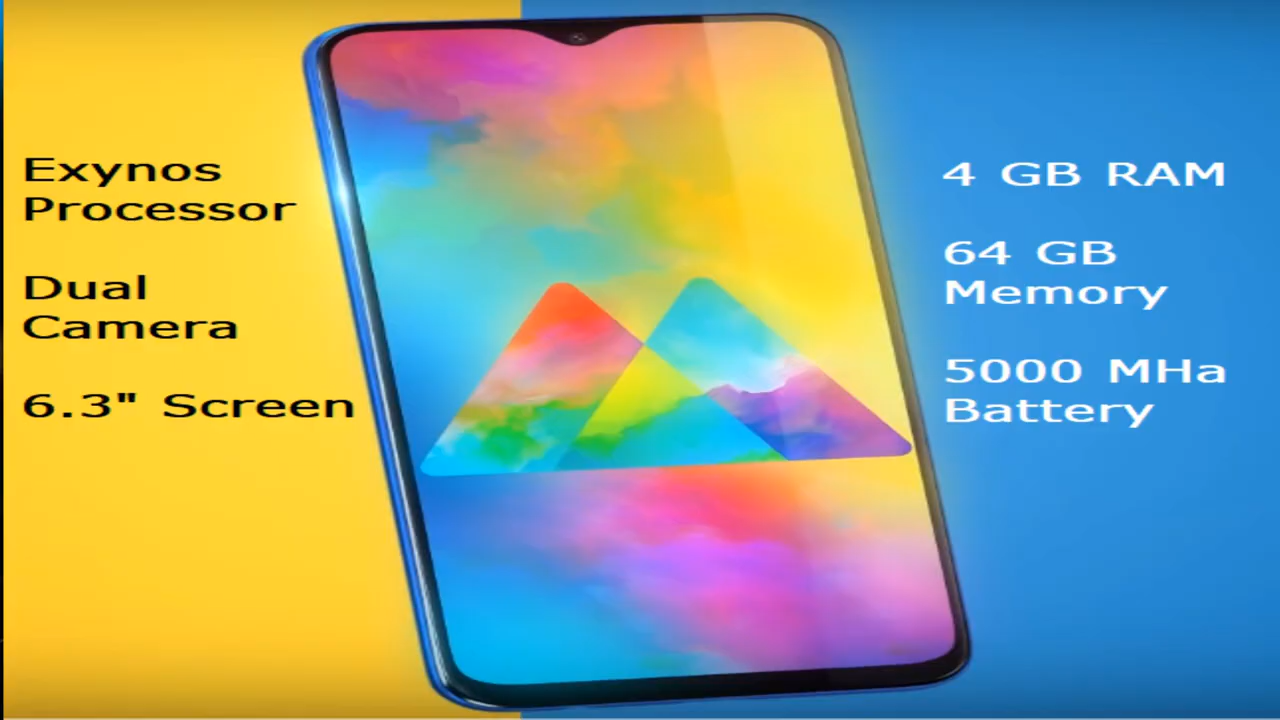 Exynos
Processor
Dual
Camera
6.3" Screen
4 GB RAM
64 GB
Memory
5000 MHa
Battery